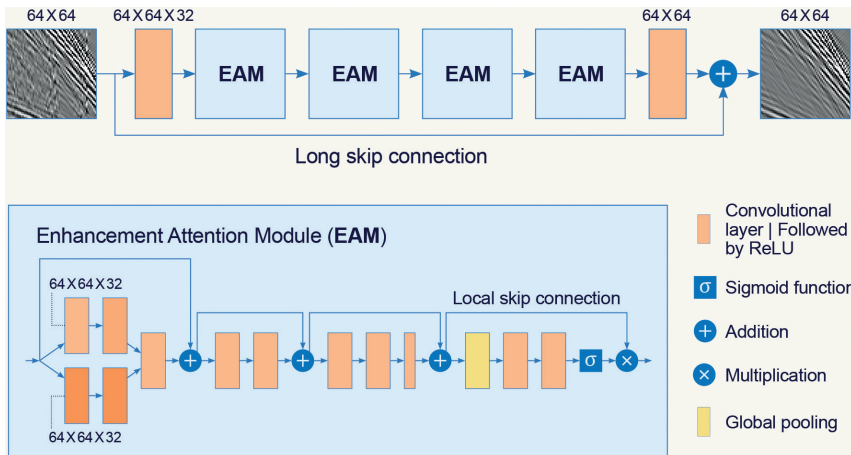 64X64
64X64X32
64X64
64X64
EAM
EAM
EAM
EAM
+
Long skip connection
Enhancement Attention Module (EAM)
64X64X32
Local skip connection
+
+
+
σ
×
64X64X32
Convolutional
layer | Followed
by ReLU
σ Sigmoid function
+ Addition
× Multiplication
Global pooling